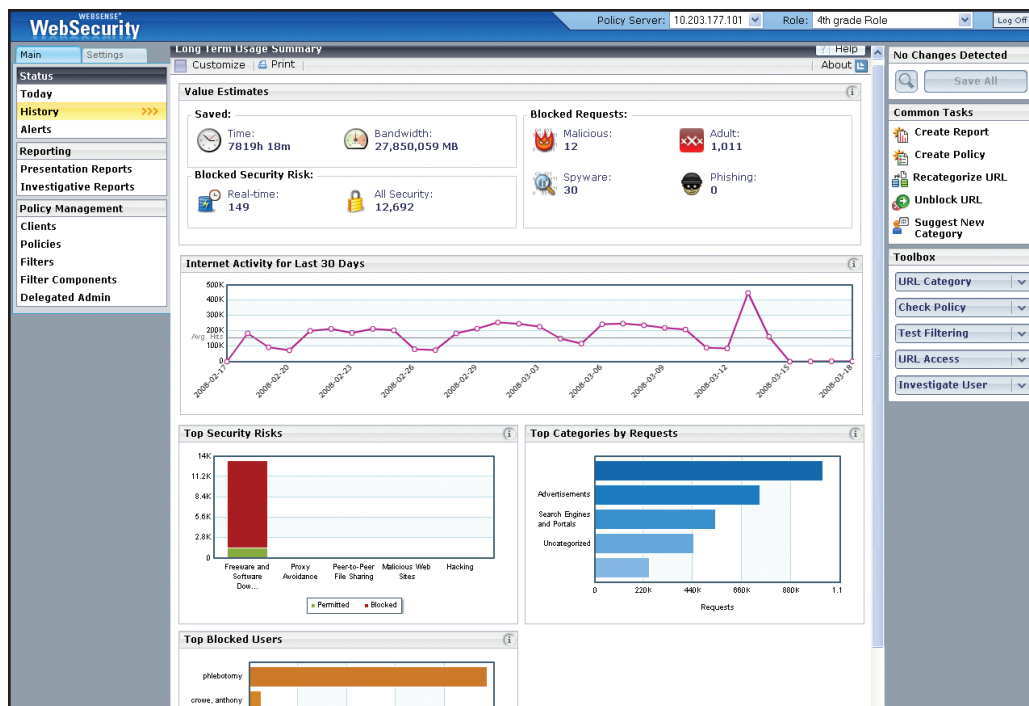 WEBSENSE®
WebSecurity
Policy Server: 10.203.177.101
Role: 4th grade Role
Log Off
Main
Settings
Status
Today
History >>>
Alerts
Reporting
Presentation Reports
Investigative Reports
Policy Management
Clients
Policies
Filters
Filter Components
Delegated Admin
Long Term Usage Summary
? Help
Customize
Print
About
Value Estimates
Saved:
Time:
7819h 18m
Bandwidth:
27,850,059 MB
Blocked Security Risk:
Real-time:
149
All Security:
12,692
Blocked Requests:
Malicious:
12
XXX
Adult:
1,011
Spyware:
30
Phishing:
0
Internet Activity for Last 30 Days
500K
400K
300K
200K
Avg. Hits
100K
0
2008-02-17
2008-02-20
2008-02-23
2008-02-26
2008-02-29
2008-03-03
2008-03-06
2008-03-09
2008-03-12
2008-03-15
2008-03-18
Top Security Risks
14K
11.2K
8.4K
5.6K
2.8K
0
Freeware and
Software
Dow...
Proxy
Avoidance
Peer-to-Peer
File Sharing
Malicious Web
Sites
Hacking
Permitted
Blocked
Top Categories by Requests
Advertisements
Search Engines
and Portals
Uncategorized
0
220K
440K
660K
880K
1.1
Requests
Top Blocked Users
phlebotomy
crowe, anthony
No Changes Detected
Save All
Common Tasks
Create Report
Create Policy
Recategorize URL
Unblock URL
Suggest New
Category
Toolbox
URL Category
Check Policy
Test Filtering
URL Access
Investigate User